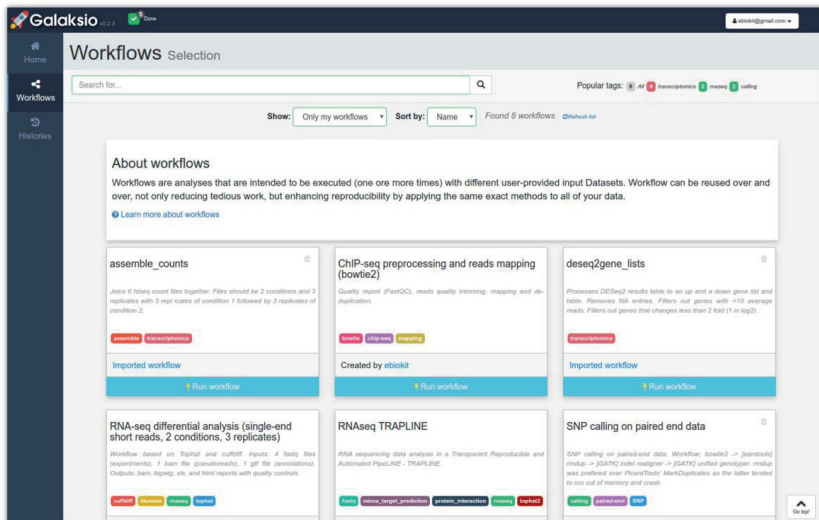 Galaksio v0.2.3 5 Done ebiokit@gmail.com
Home
Workflows Selection
Workflows
Search for... Popular tags: 8 All 4 transcriptomics 2 rnaseq 2 calling
Histories
Show: Only my workflows Sort by: Name Found 8 workflows Refresh list
About workflows
Workflows are analyses that are intended to be executed (one ore more times) with different user-provided input Datasets. Workflow can be reused over and
over, not only reducing tedious work, but enhancing reproducibility by applying the same exact methods to all of your data.
Learn more about workflows
assemble_counts
Joins 6 htseq count files together. Files should be 2 conditions and 3
replicates with 3 repl icates of condition 1 followed by 3 replicates of
condition 2.
assemble transcriptomics
Imported workflow
Run workflow
ChIP-seq preprocessing and reads mapping
(bowtie2)
Quality report (FastQC), reads quality trimming, mapping and de-
duplication.
bowtie chip-seq mapping
Created by ebiokit
Run workflow
deseq2gene_lists
Processes DESeq2 results table to an up and a down gene list and
table. Removes NA entries. Filters out genes with <10 average
reads. Filters out genes that changes less than 2 fold (1 in log2) .
transcriptomics
Imported workflow
Run workflow
RNA-seq differential analysis (single-end
short reads, 2 conditions, 3 replicates)
Workflow based on Tophat and cuffdiff. Inputs: 4 fastq files
(experiments), 1 bam file (pseudoreads), 1 gtf file (annotations).
Outputs: bam, bigwig, xls, and html reports with quality controls.
cuffdiff illumina rnaseq tophat
RNAseq TRAPLINE
RNA sequencing data analysis in a Transparent Reproducible and
Automated PipeLINE - TRAPLINE.
fastq mirna_target_prediction protein_interaction rnaseq tophat2
SNP calling on paired end data
SNP calling on paired-end data. Workflow: bowtie2 -> [samtools]
rmdup -> [GATK] indel realigner -> [GATK] unified genotyper. rmdup
was prefered over PicardTools' MarkDuplicates as the latter tended
to run out of memory and crash.
calling paired-end SNP
Go top!